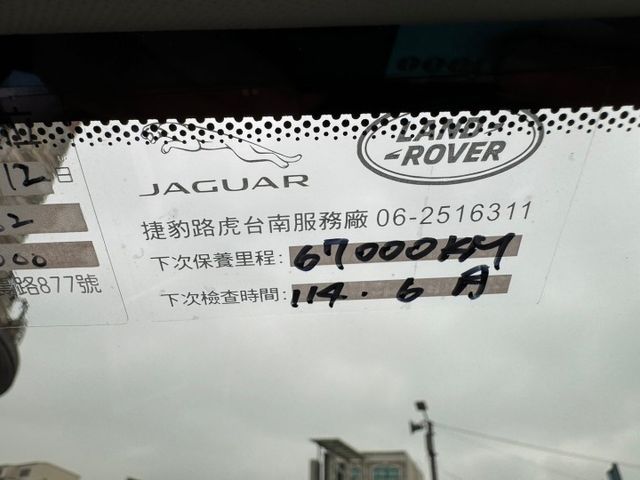 JAGUAR
LAND-
-ROVER
捷豹路虎台南服務廠 06-2516311
下次保養里程: 67000KM
下次檢查時間: 114.6月
12日
000
路877號